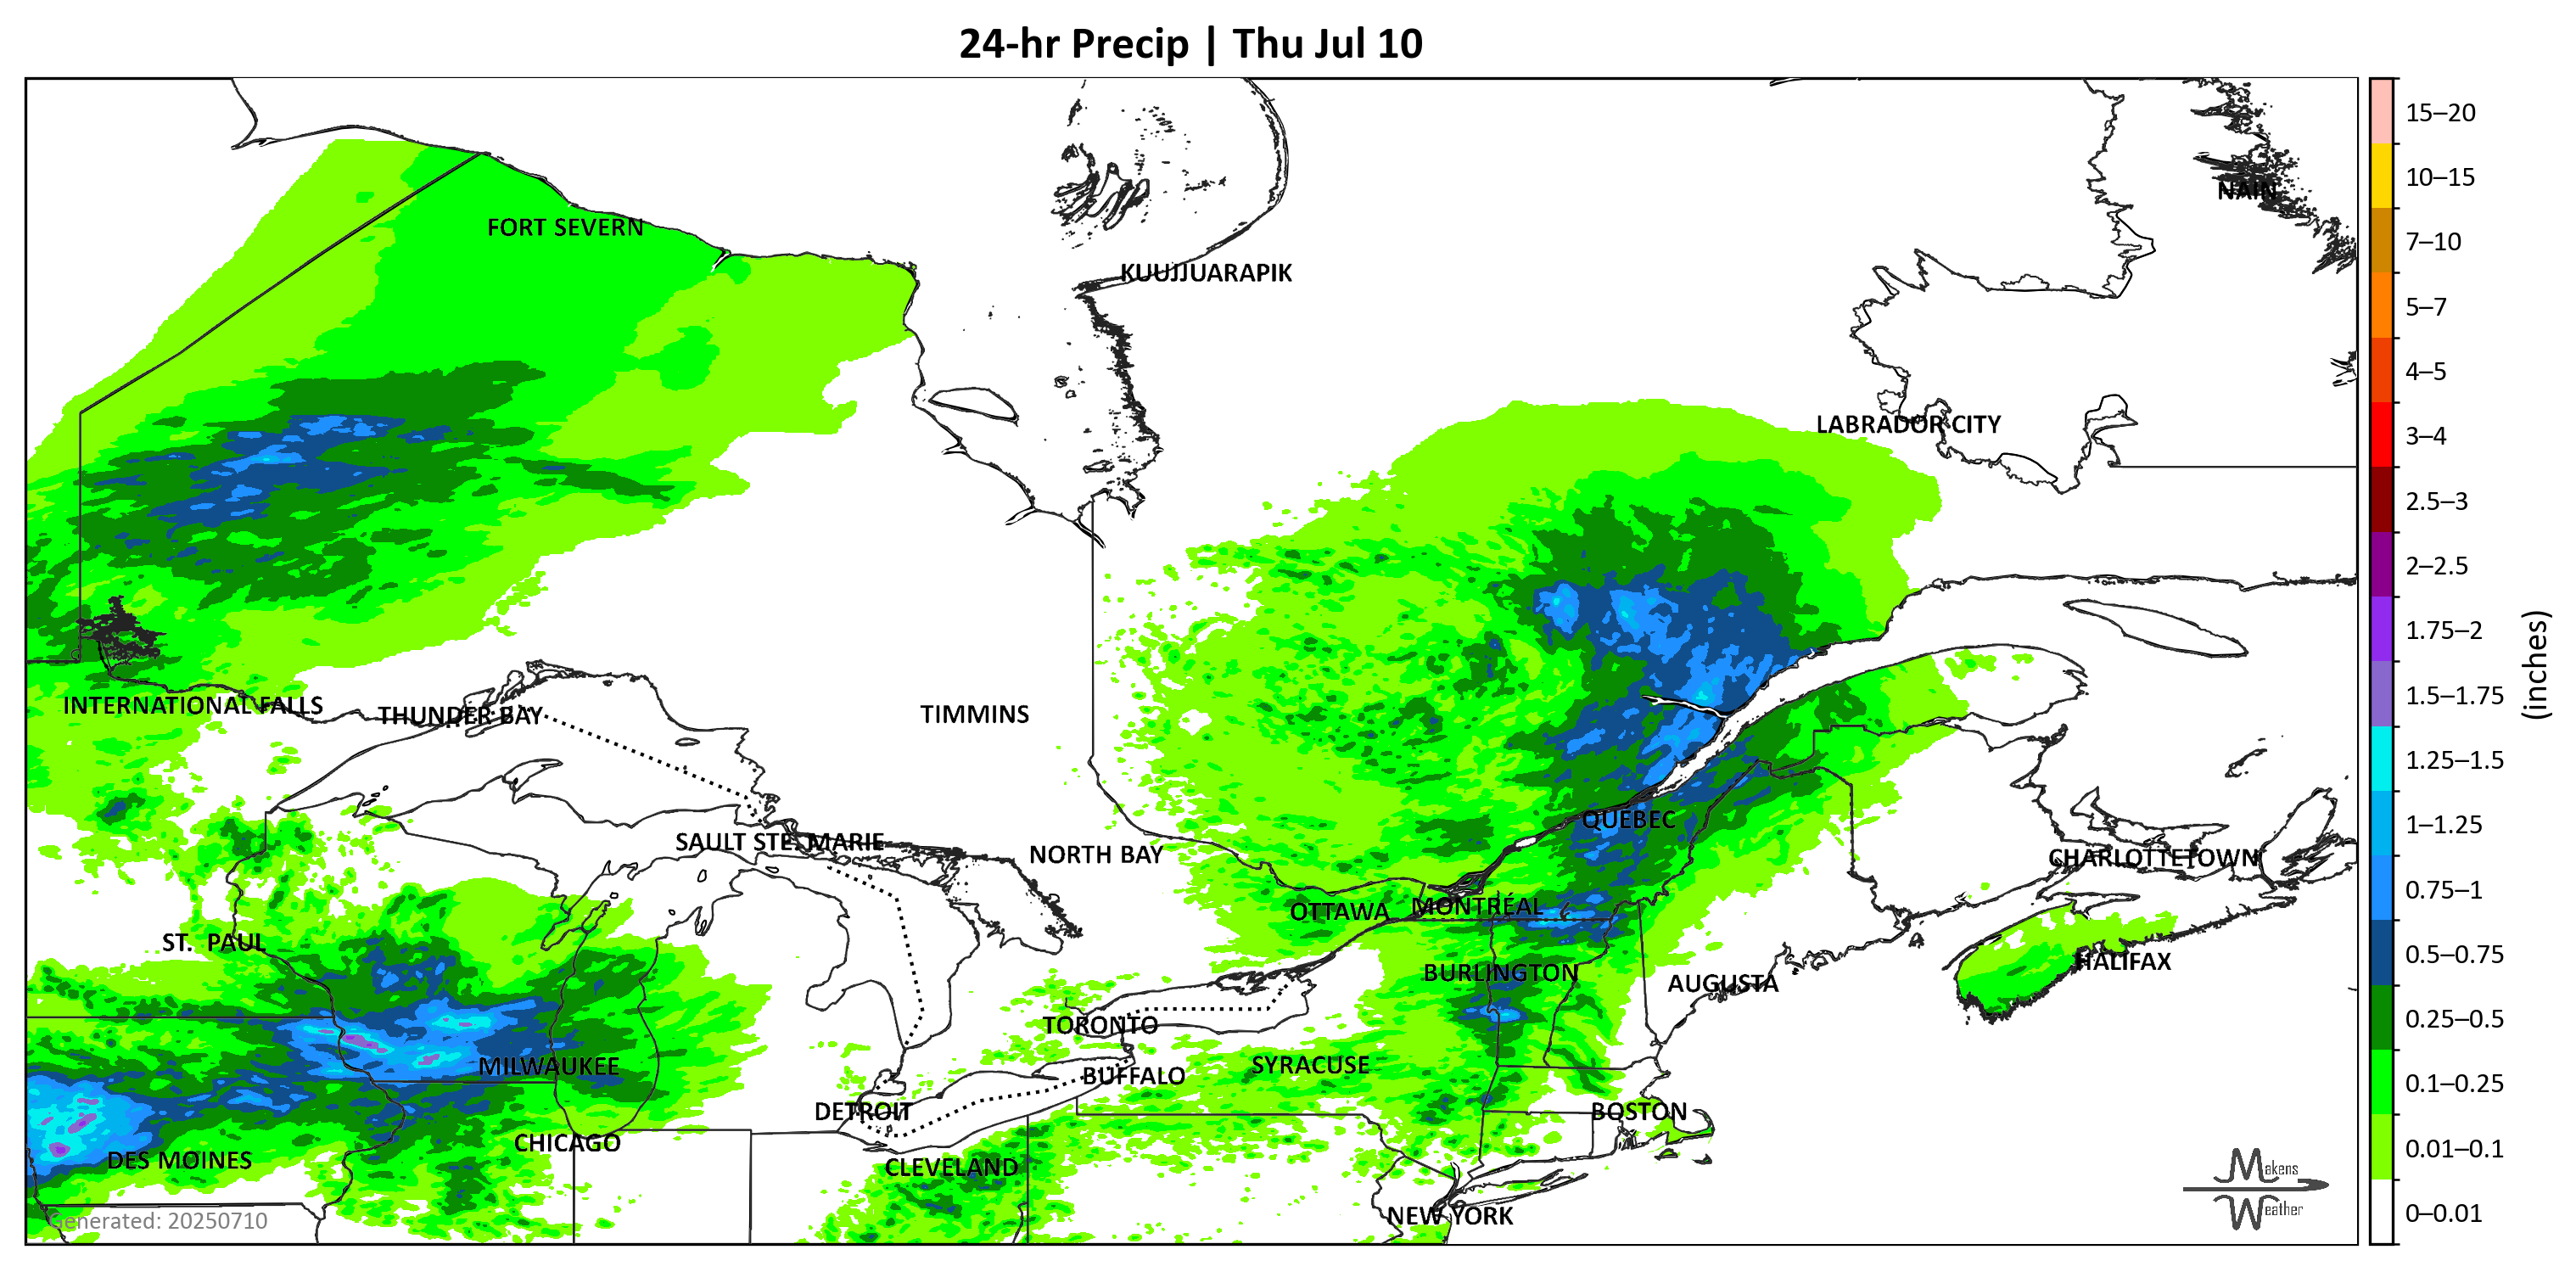 24-hr Precip | Thu Jul 10
FORT SEVERN
NAIN
KUUJJUARAPIK
LABRADOR CITY
INTERNATIONAL FALLS
THUNDER BAY
TIMMINS
SAULT STE. MARIE
NORTH BAY
QUEBEC
CHARLOTTETOWN
ST. PAUL
OTTAWA
MONTRÉAL
BURLINGTON
AUGUSTA
HALIFAX
TORONTO
MILWAUKEE
BUFFALO
SYRACUSE
DETROIT
BOSTON
CHICAGO
DES MOINES
CLEVELAND
NEW YORK
Generated: 20250710
Makens
Weather
15–20
10–15
7–10
5–7
4–5
3–4
2.5–3
2–2.5
1.75–2
1.5–1.75
1.25–1.5
1–1.25
0.75–1
0.5–0.75
0.25–0.5
0.1–0.25
0.01–0.1
0–0.01
(inches)